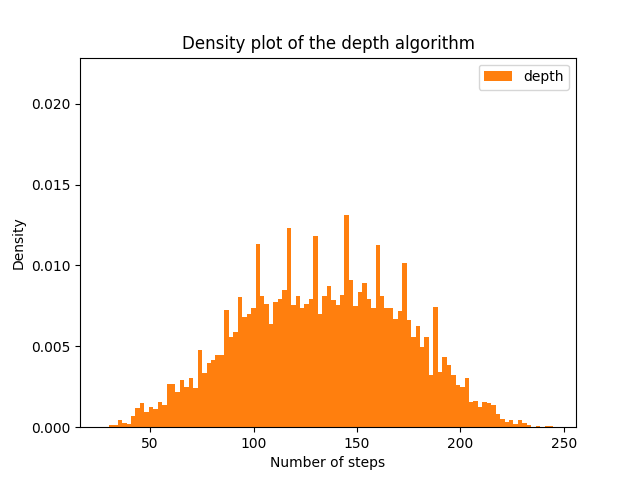 Density plot of the depth algorithm
depth
0.020
0.015
0.010
0.005
0.000
Density
50
100
150
200
250
Number of steps